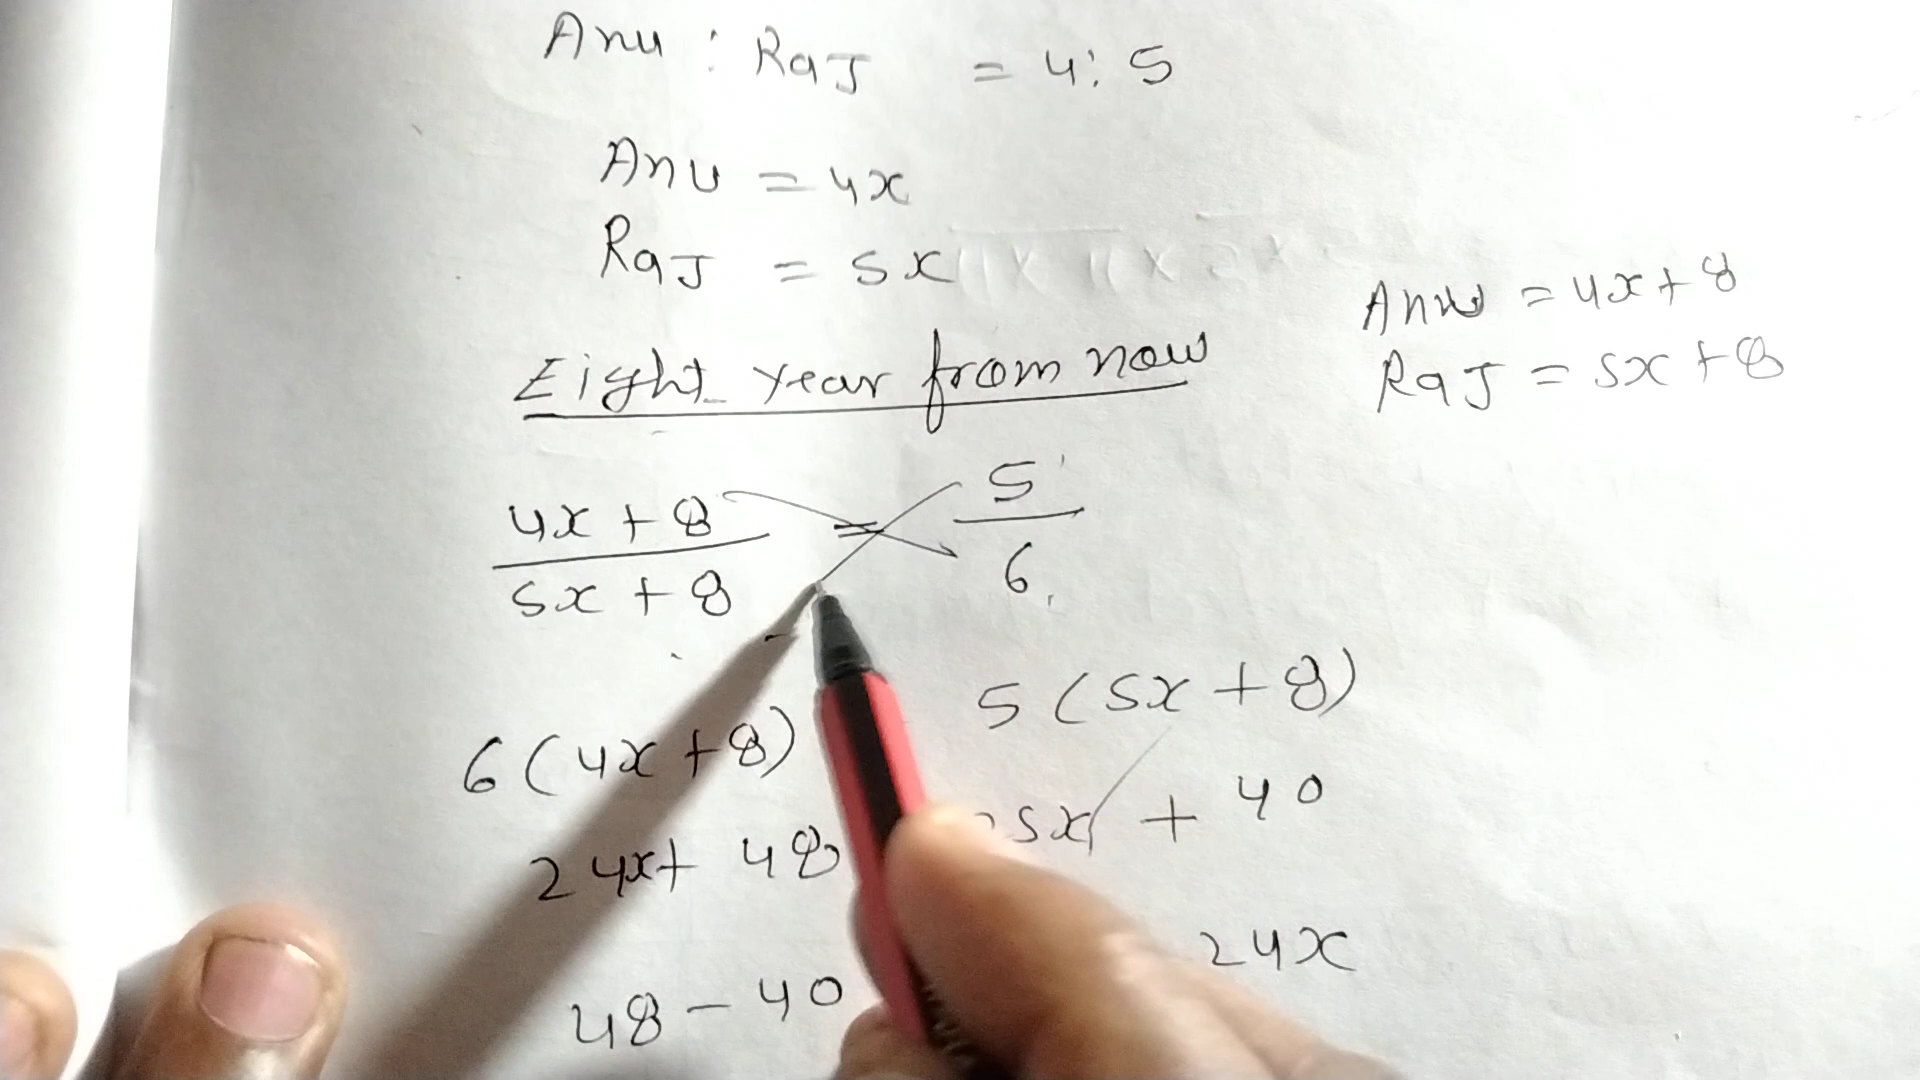 Anu : Raj = 4 : 5
Anu = 4x
Raj = 5x
Anu = 4x + 8
Raj = 5x + 8
Eight year from now
4x + 8 = 5
5x + 8 6
6 (4x + 8) 5 (5x + 8)
24x + 48 5x + 40
48 - 40 24x